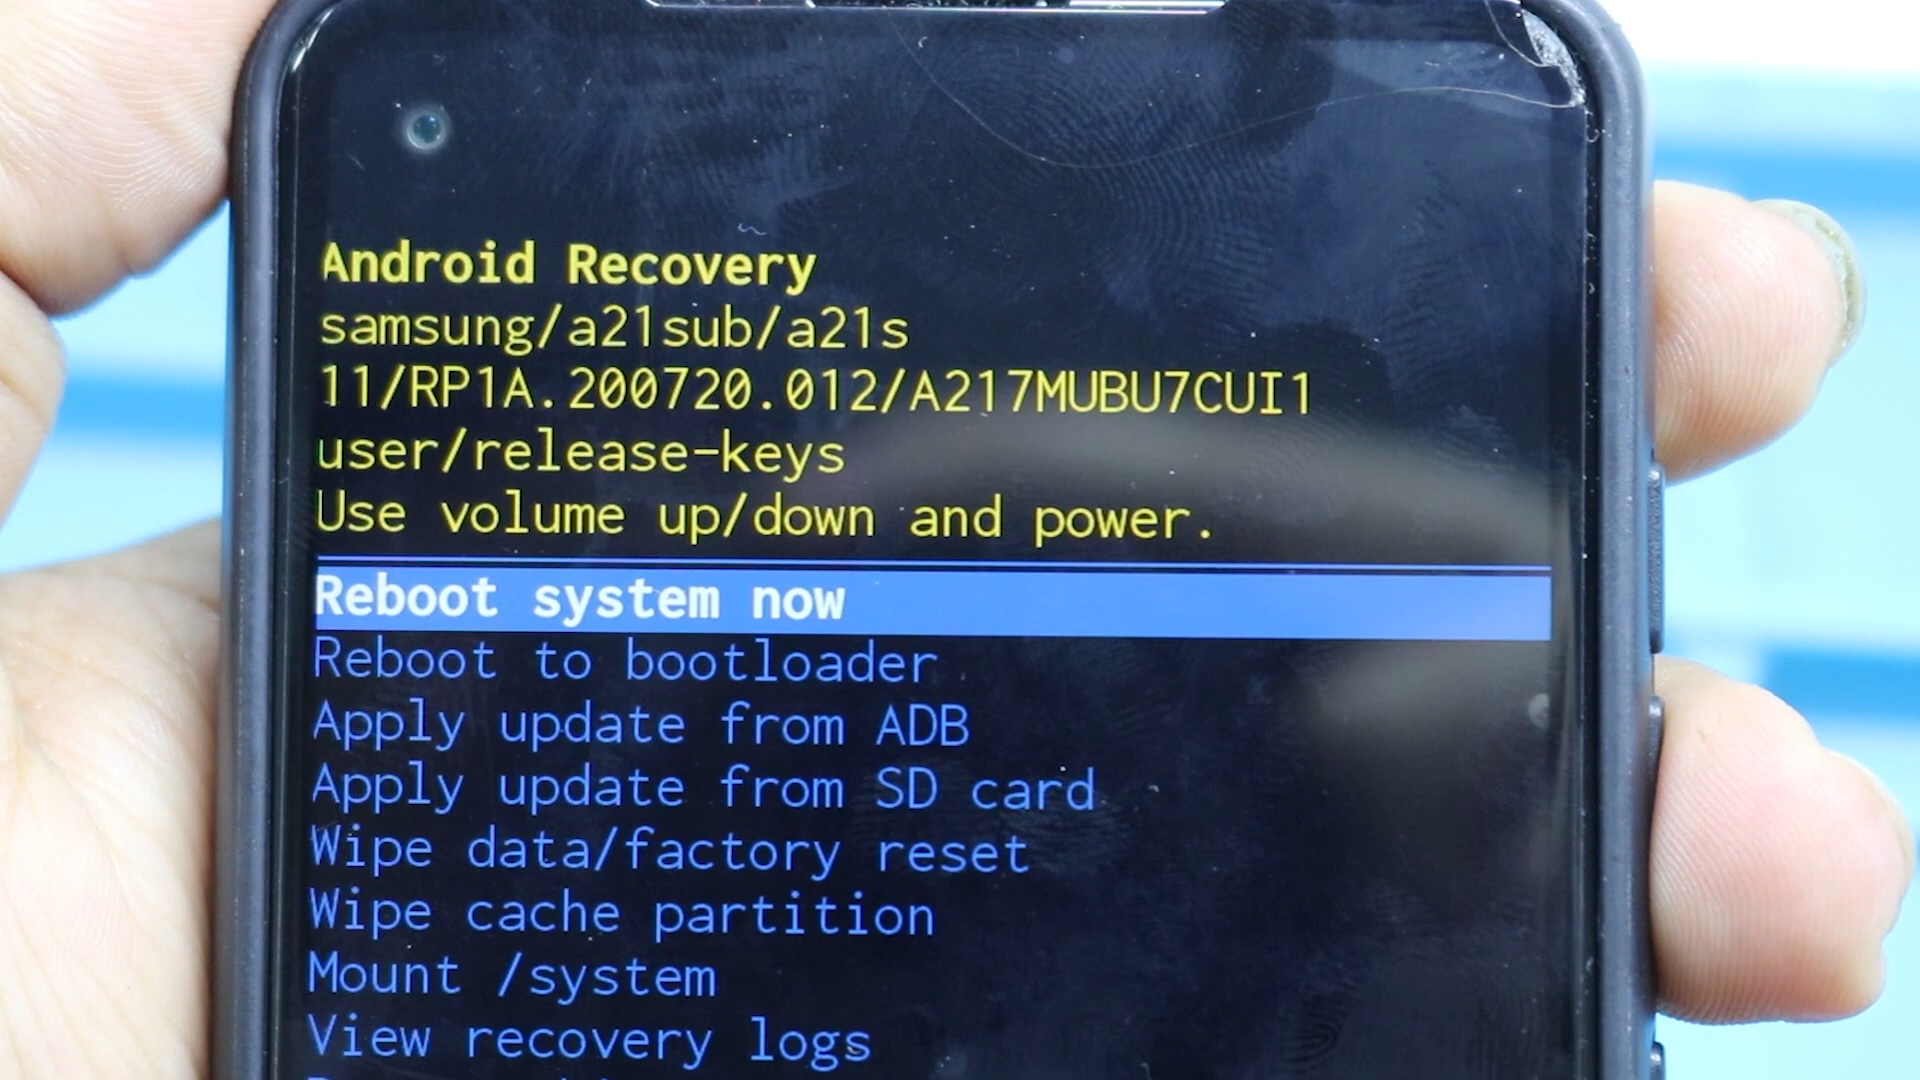 Android Recovery
samsung/a21sub/a21s
11/RP1A.200720.012/A217MUBU7CUI1
user/release-keys
Use volume up/down and power.
Reboot system now
Reboot to bootloader
Apply update from ADB
Apply update from SD card
Wipe data/factory reset
Wipe cache partition
Mount /system
View recovery logs